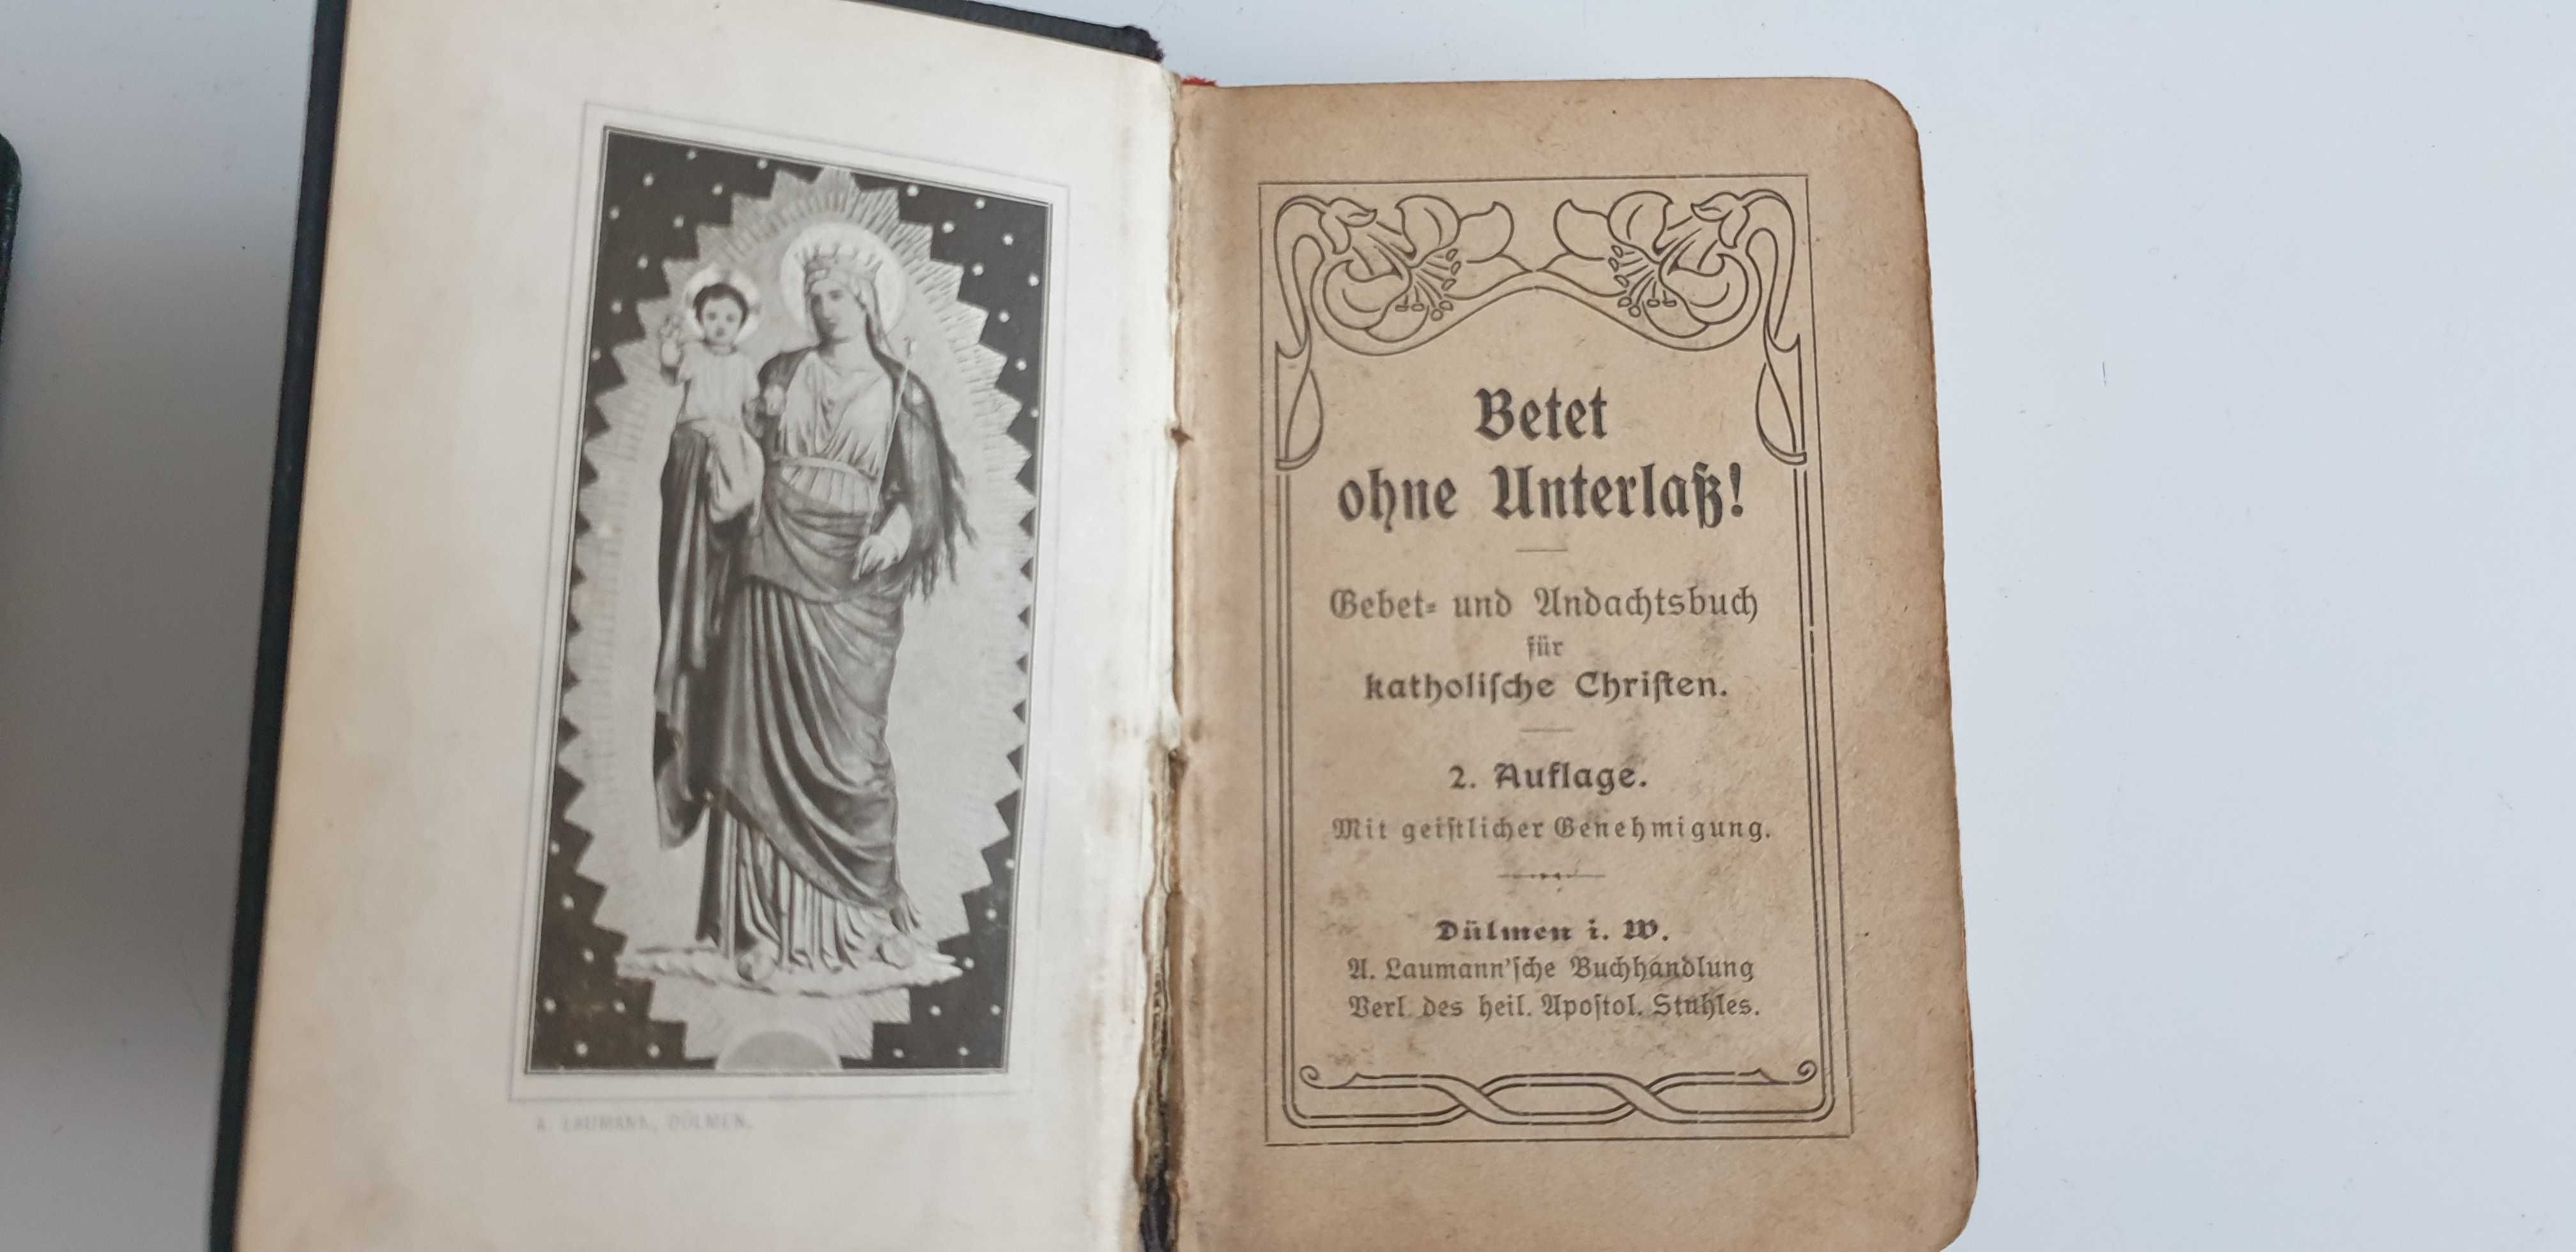 A. LAUMANN, DÜLMEN.
Betet
ohne Unterlaß!
Gebet- und Andachtsbuch
für
katholiſche Chriſten.
2. Auflage.
Mit geiſtlicher Genehmigung.
Dülmen i. W.
A. Laumann'ſche Buchhandlung
Verl. des heil. Apoſtol. Stuhles.